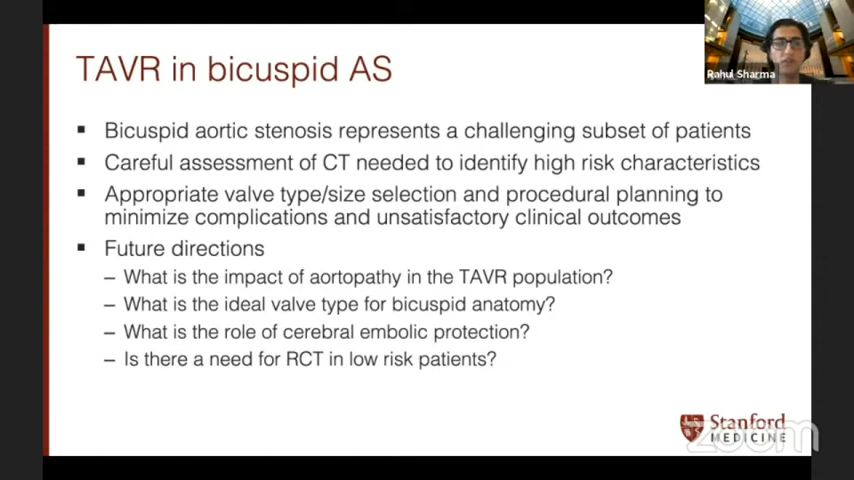 TAVR in bicuspid AS
Rahul Sharma
▪ Bicuspid aortic stenosis represents a challenging subset of patients
▪ Careful assessment of CT needed to identify high risk characteristics
▪ Appropriate valve type/size selection and procedural planning to
minimize complications and unsatisfactory clinical outcomes
▪ Future directions
– What is the impact of aortopathy in the TAVR population?
– What is the ideal valve type for bicuspid anatomy?
– What is the role of cerebral embolic protection?
– Is there a need for RCT in low risk patients?
Stanford
MEDICINE
zoom